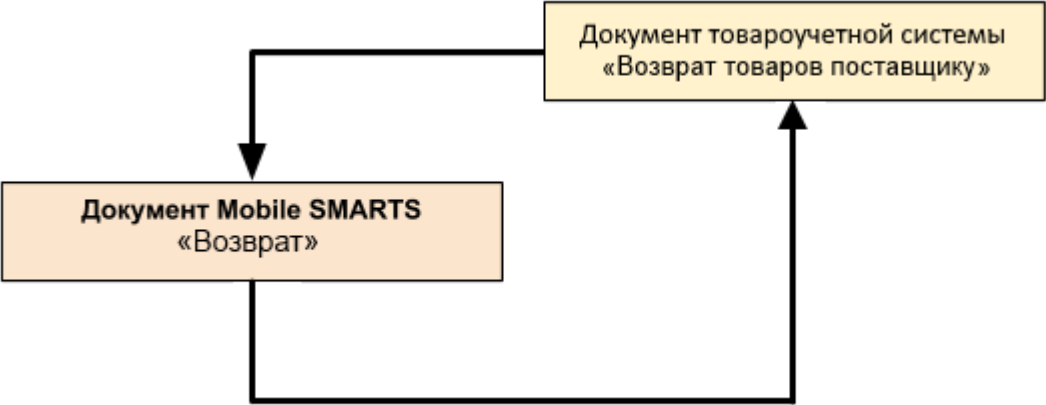 Документ товароучетной системы
«Возврат товаров поставщику»
Документ Mobile SMARTS
«Возврат»